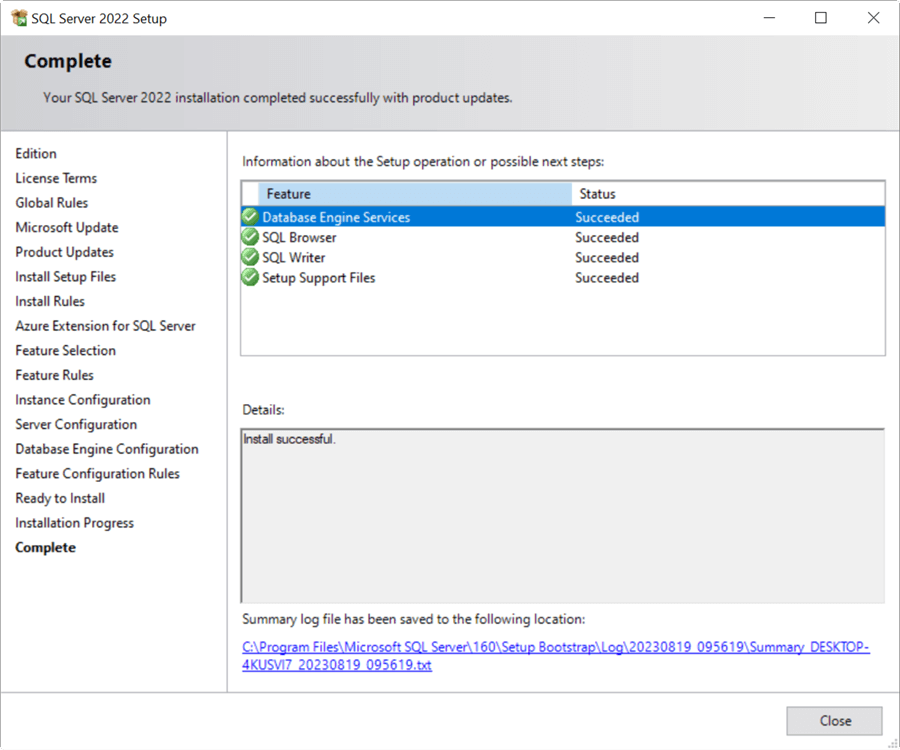 SQL Server 2022 Setup
Complete
Your SQL Server 2022 installation completed successfully with product updates.
Edition
License Terms
Global Rules
Microsoft Update
Product Updates
Install Setup Files
Install Rules
Azure Extension for SQL Server
Feature Selection
Feature Rules
Instance Configuration
Server Configuration
Database Engine Configuration
Feature Configuration Rules
Ready to Install
Installation Progress
Complete
Information about the Setup operation or possible next steps:
Feature Status
Database Engine Services Succeeded
SQL Browser Succeeded
SQL Writer Succeeded
Setup Support Files Succeeded
Details:
Install successful.
Summary log file has been saved to the following location:
C:\Program Files\Microsoft SQL Server\160\Setup Bootstrap\Log\20230819_095619\Summary_DESKTOP-
4KUSVI7_20230819_095619.txt
Close